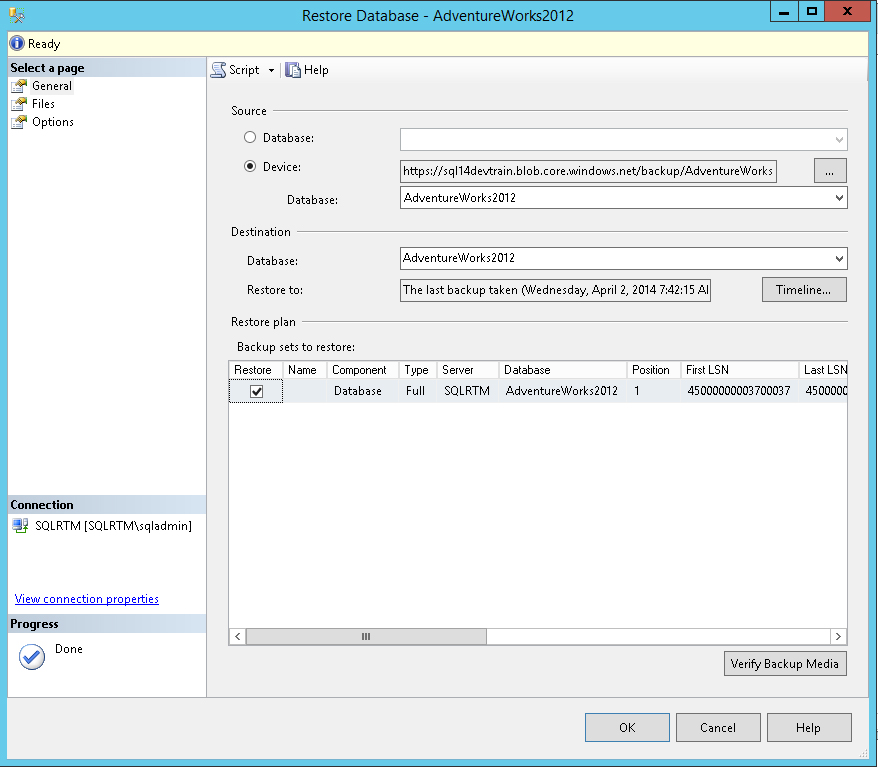 Restore Database - AdventureWorks2012
Ready
Select a page
General
Files
Options
Script Help
Source
Database:
Device: https://sql14devtrain.blob.core.windows.net/backup/AdventureWorks ...
Database: AdventureWorks2012
Destination
Database: AdventureWorks2012
Restore to: The last backup taken (Wednesday, April 2, 2014 7:42:15 AM Timeline...
Restore plan
Backup sets to restore:
Restore Name Component Type Server Database Position First LSN Last LSN
Database Full SQLRTM AdventureWorks2012 1 45000000003700037 4500000
Connection
SQLRTM [SQLRTM\sqladmin]
View connection properties
Progress
Done
Verify Backup Media
OK Cancel Help